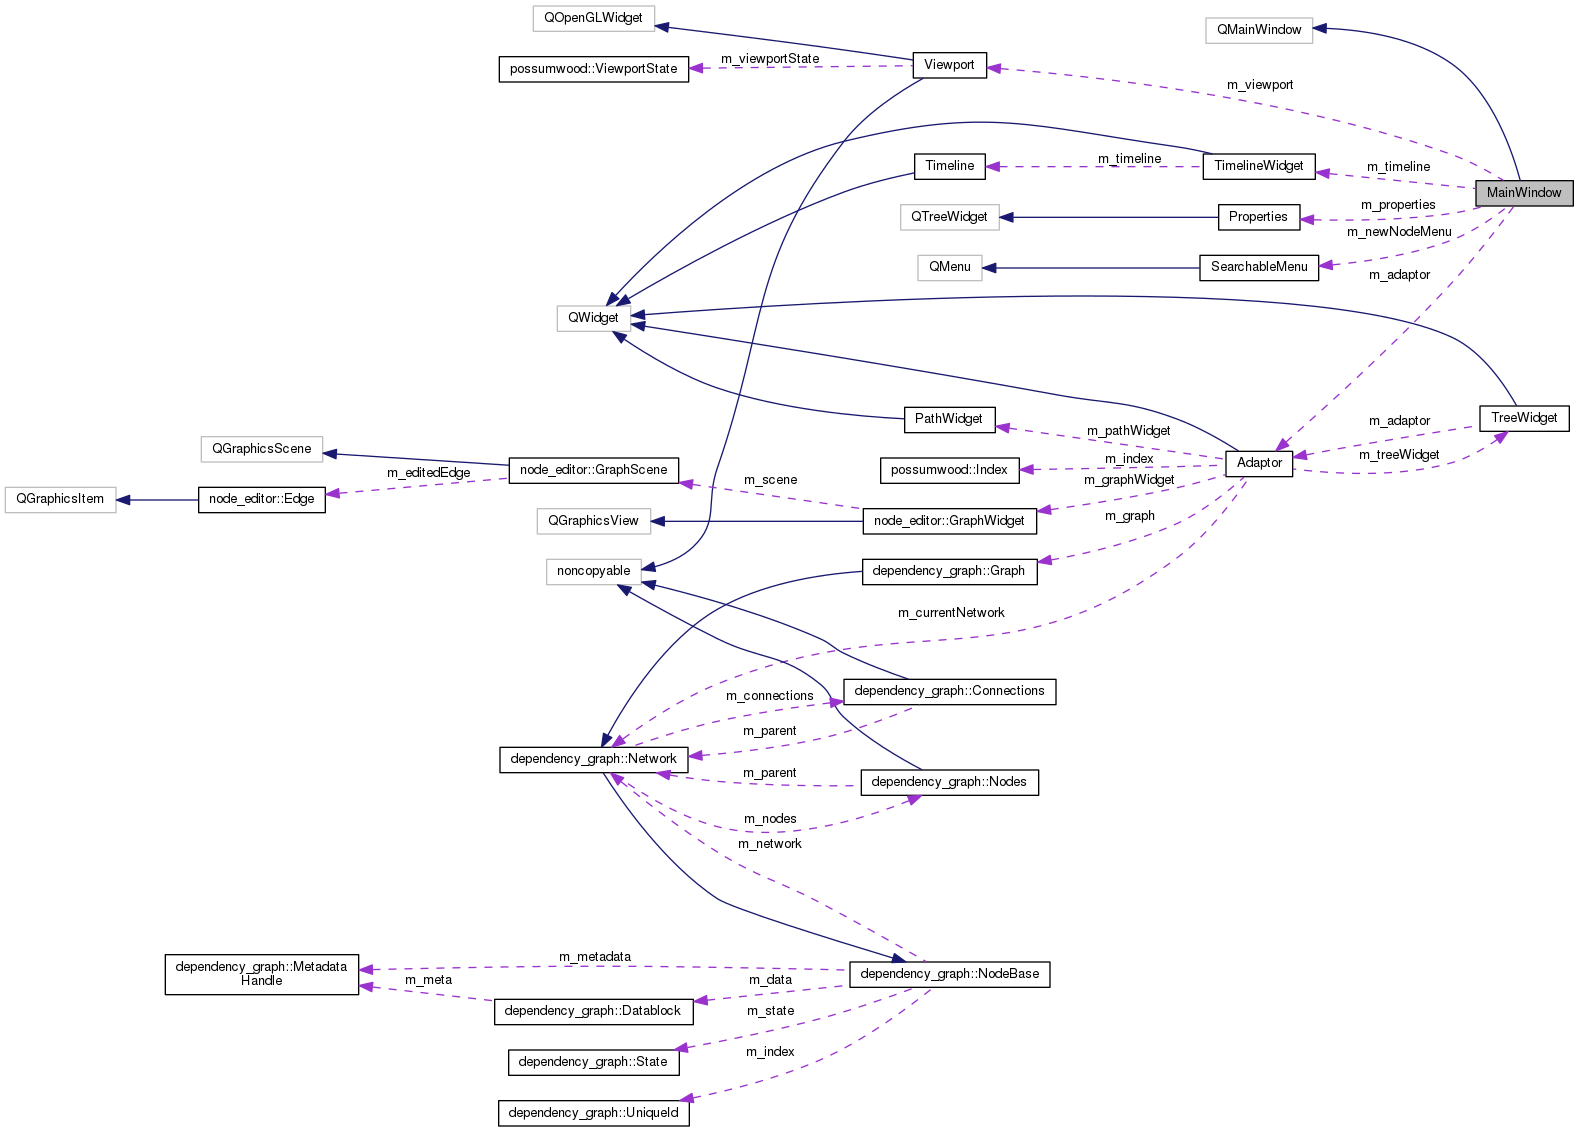 QOpenGLWidget
QMainWindow
m_viewportState
Viewport
possumwood::ViewportState
m_viewport
m_timeline
Timeline
TimelineWidget
m_timeline
MainWindow
m_properties
QTreeWidget
Properties
m_newNodeMenu
QMenu
SearchableMenu
m_adaptor
QWidget
PathWidget
m_adaptor
TreeWidget
m_pathWidget
QGraphicsScene
m_index
m_treeWidget
m_editedEdge
node_editor::GraphScene
possumwood::Index
Adaptor
m_scene
m_graphWidget
QGraphicsItem
node_editor::Edge
QGraphicsView
node_editor::GraphWidget
m_graph
noncopyable
dependency_graph::Graph
m_currentNetwork
m_connections
dependency_graph::Connections
m_parent
dependency_graph::Network
m_parent
dependency_graph::Nodes
m_nodes
m_network
m_metadata
dependency_graph::Metadata
Handle
m_meta
m_data
dependency_graph::NodeBase
dependency_graph::Datablock
m_state
m_index
dependency_graph::State
dependency_graph::UniqueId